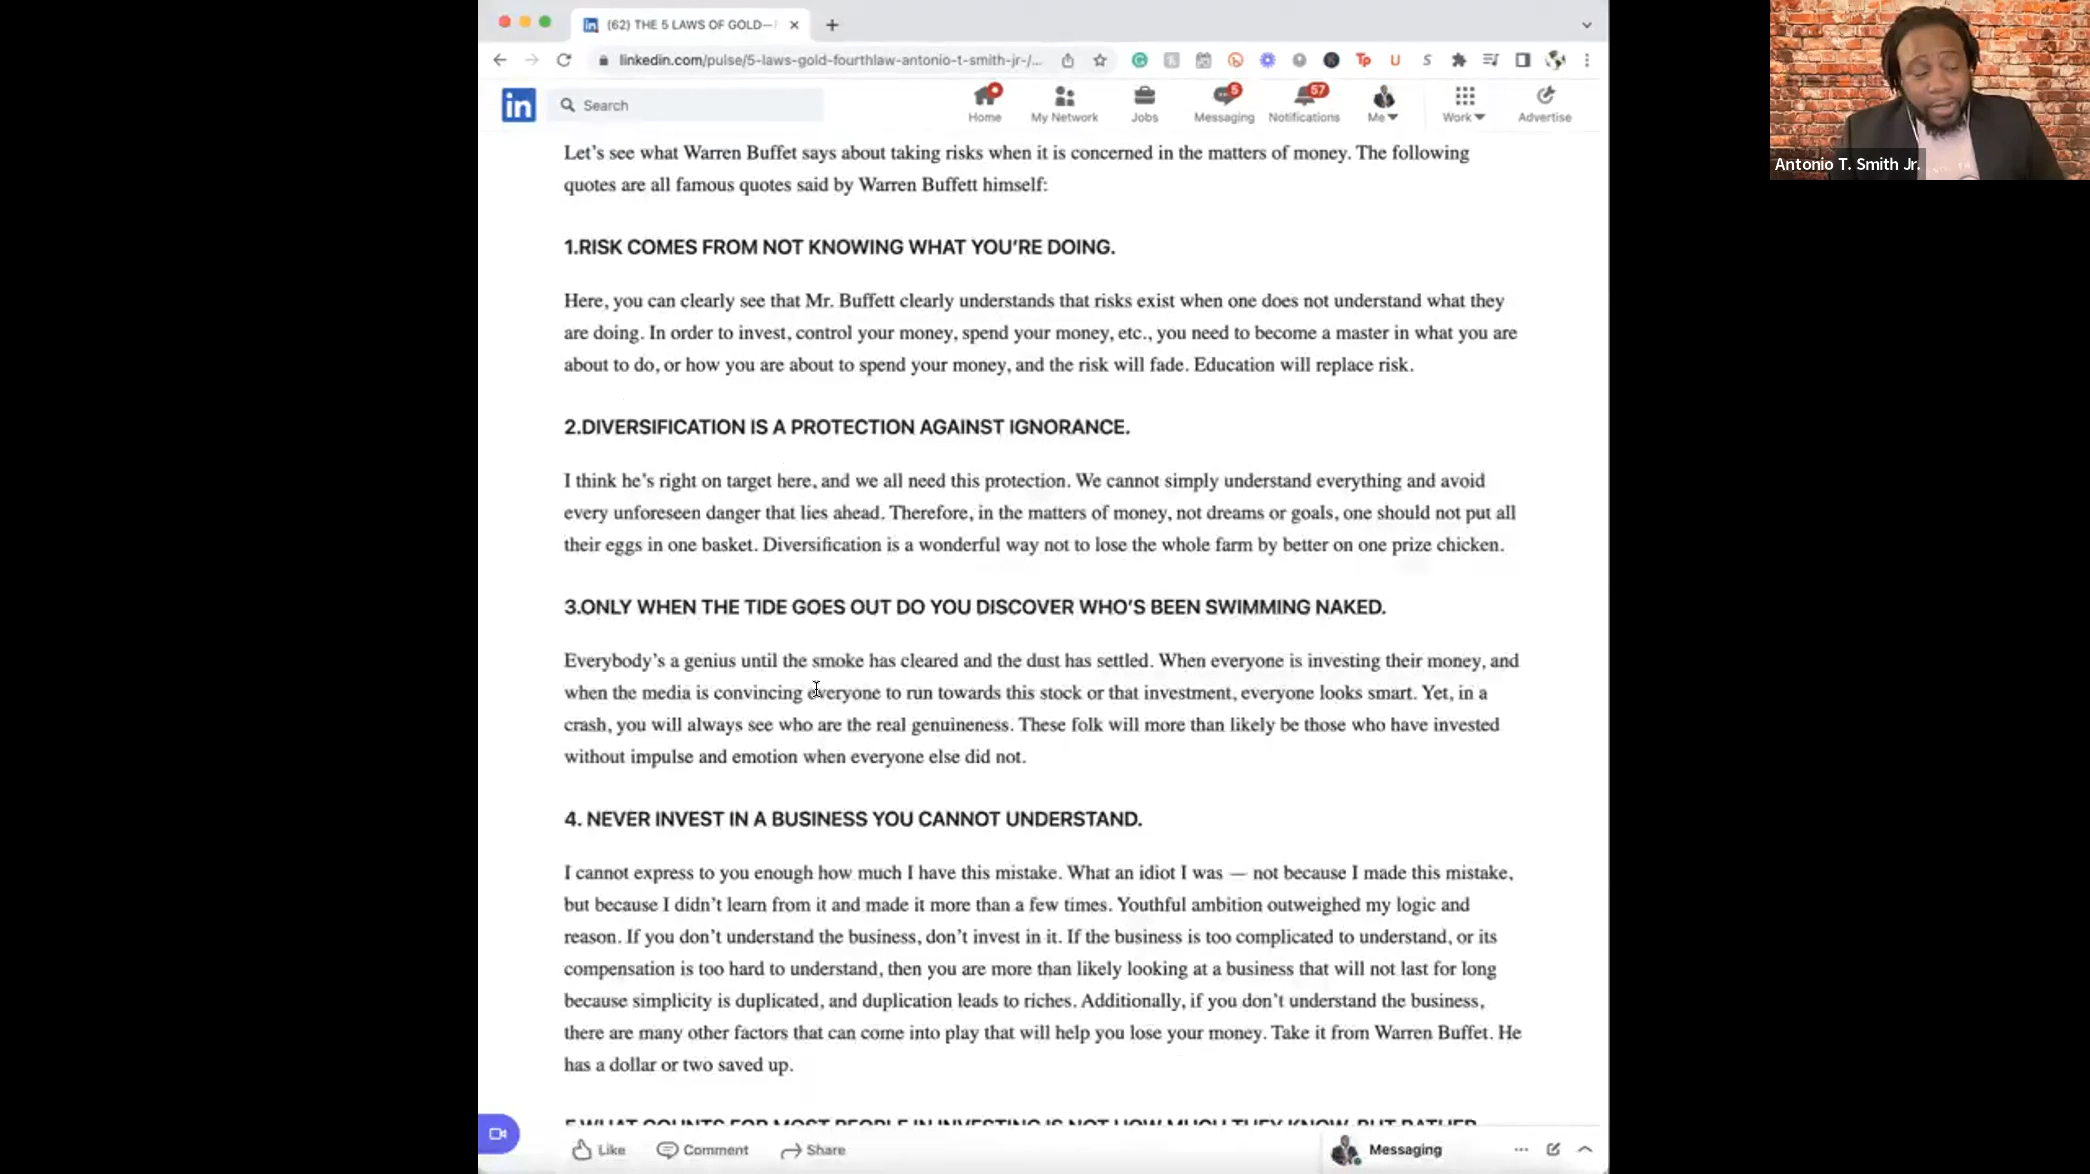 (62) THE 5 LAWS OF GOLD—
linkedin.com/pulse/5-laws-gold-fourthlaw-antonio-t-smith-jr-/...
Tp
U
S
in
Search
Home
My Network
Jobs
5
Messaging
57
Notifications
Me
Work
Advertise
Antonio T. Smith Jr.
Let's see what Warren Buffet says about taking risks when it is concerned in the matters of money. The following
quotes are all famous quotes said by Warren Buffett himself:
1.RISK COMES FROM NOT KNOWING WHAT YOU'RE DOING.
Here, you can clearly see that Mr. Buffett clearly understands that risks exist when one does not understand what they
are doing. In order to invest, control your money, spend your money, etc., you need to become a master in what you are
about to do, or how you are about to spend your money, and the risk will fade. Education will replace risk.
2.DIVERSIFICATION IS A PROTECTION AGAINST IGNORANCE.
I think he's right on target here, and we all need this protection. We cannot simply understand everything and avoid
every unforeseen danger that lies ahead. Therefore, in the matters of money, not dreams or goals, one should not put all
their eggs in one basket. Diversification is a wonderful way not to lose the whole farm by better on one prize chicken.
3.ONLY WHEN THE TIDE GOES OUT DO YOU DISCOVER WHO'S BEEN SWIMMING NAKED.
Everybody's a genius until the smoke has cleared and the dust has settled. When everyone is investing their money, and
when the media is convincing everyone to run towards this stock or that investment, everyone looks smart. Yet, in a
crash, you will always see who are the real genuineness. These folk will more than likely be those who have invested
without impulse and emotion when everyone else did not.
4. NEVER INVEST IN A BUSINESS YOU CANNOT UNDERSTAND.
I cannot express to you enough how much I have this mistake. What an idiot I was — not because I made this mistake,
but because I didn't learn from it and made it more than a few times. Youthful ambition outweighed my logic and
reason. If you don't understand the business, don't invest in it. If the business is too complicated to understand, or its
compensation is too hard to understand, then you are more than likely looking at a business that will not last for long
because simplicity is duplicated, and duplication leads to riches. Additionally, if you don't understand the business,
there are many other factors that can come into play that will help you lose your money. Take it from Warren Buffet. He
has a dollar or two saved up.
5.WHAT COUNTS FOR MOST PEOPLE IN INVESTING IS NOT HOW MUCH THEY KNOW, BUT RATHER
Like
Comment
Share
Messaging